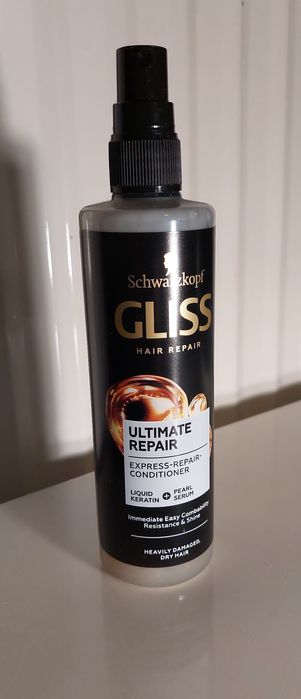 Schwarzkopf
GLISS
HAIR REPAIR
ULTIMATE
REPAIR
EXPRESS-REPAIR-
CONDITIONER
LIQUID KERATIN + PEARL SERUM
Immediate Easy Combability
Resistance & Shine
HEAVILY DAMAGED,
DRY HAIR